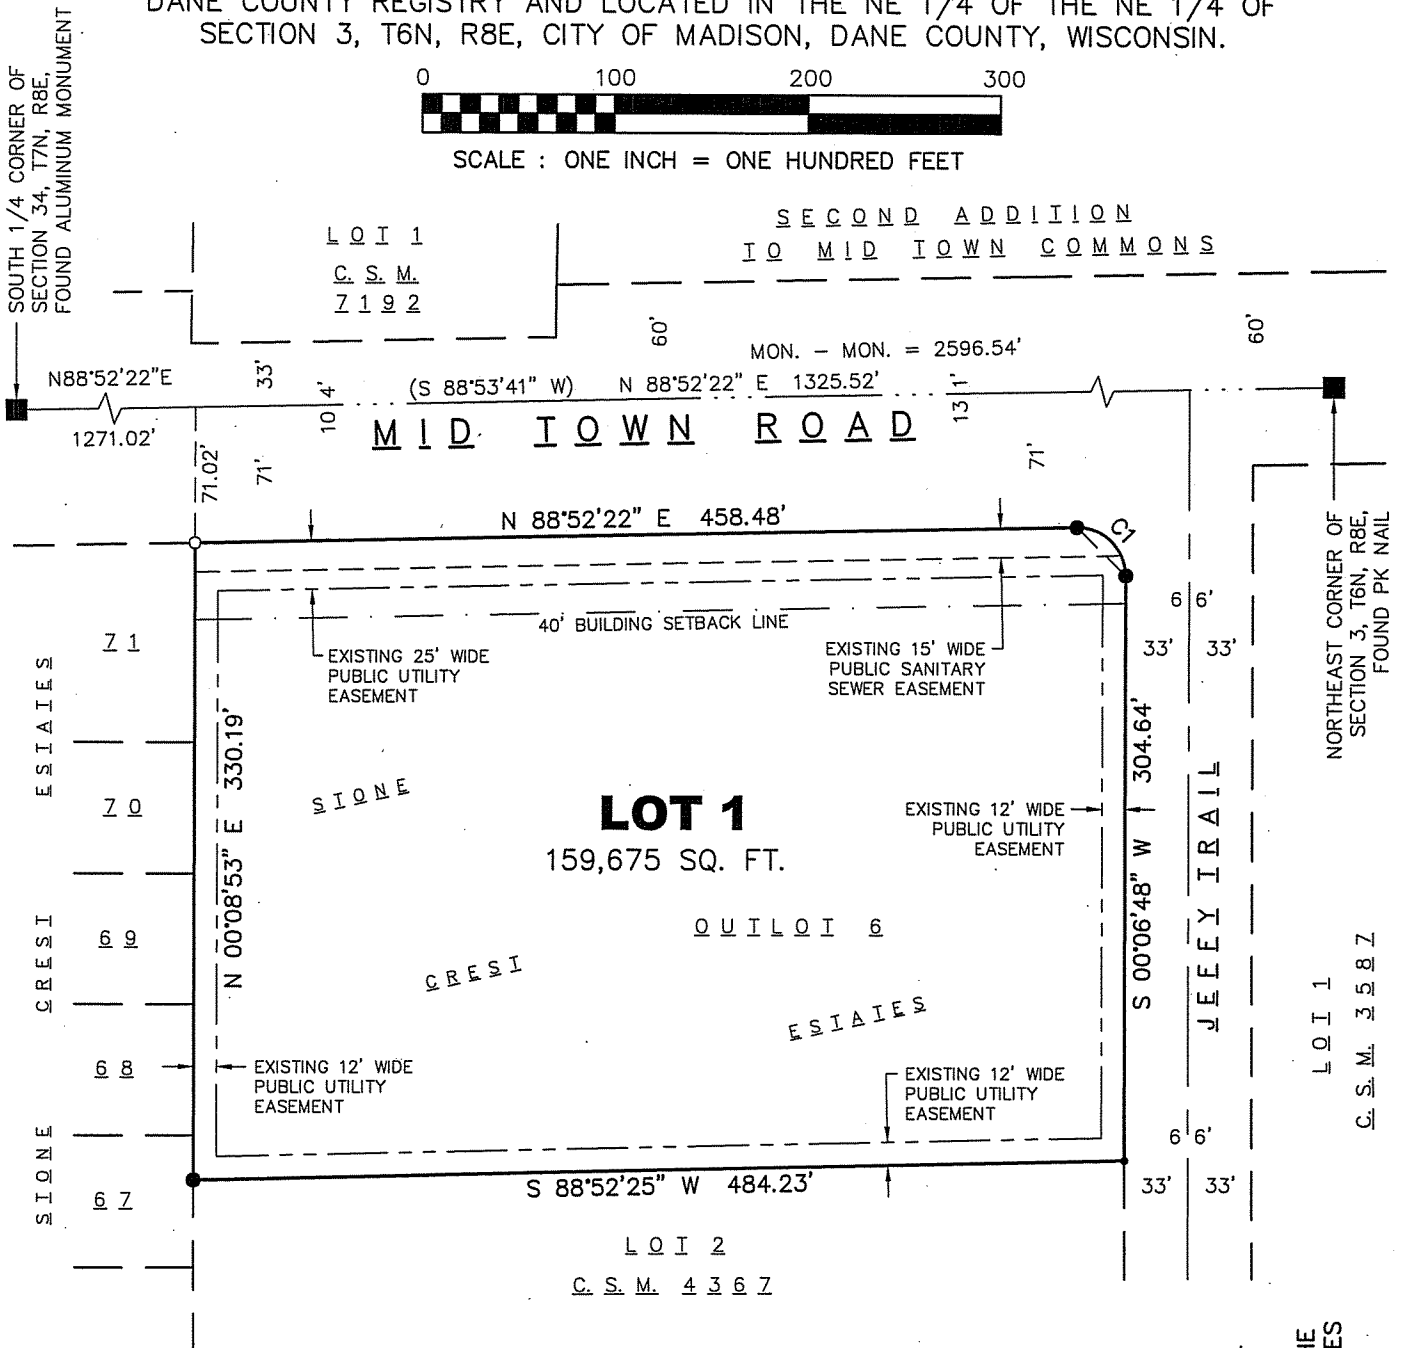 DANE COUNTY REGISTRY AND LOCATED IN THE NE 1/4 OF THE NE 1/4 OF
SECTION 3, T6N, R8E, CITY OF MADISON, DANE COUNTY, WISCONSIN.
0 100 200 300
SCALE : ONE INCH = ONE HUNDRED FEET
SOUTH 1/4 CORNER OF
SECTION 34, T7N, R8E,
FOUND ALUMINUM MONUMENT
LOT 1
C. S. M.
7192
SECOND ADDITION
TO MID TOWN COMMONS
60'
60'
MON. - MON. = 2596.54'
N88°52'22"E
1271.02'
33'
10 4'
(S 88°53'41" W)
N 88°52'22" E 1325.52'
13 1'
MID TOWN ROAD
71.02'
71'
71'
N 88°52'22" E 458.48'
C1
NORTHEAST CORNER OF
SECTION 3, T6N, R8E,
FOUND PK NAIL
40' BUILDING SETBACK LINE
EXISTING 25' WIDE
PUBLIC UTILITY
EASEMENT
EXISTING 15' WIDE
PUBLIC SANITARY
SEWER EASEMENT
6 6'
33' 33'
71
70
69
68
67
STONE CREST ESTATES
N 00°08'53" E 330.19'
STONE
CREST
ESTATES
LOT 1
159,675 SQ. FT.
OUTLOT 6
EXISTING 12' WIDE
PUBLIC UTILITY
EASEMENT
S 00°06'48" W 304.64'
JEFFY TRAIL
LOT 1
C. S. M. 3587
EXISTING 12' WIDE
PUBLIC UTILITY
EASEMENT
EXISTING 12' WIDE
PUBLIC UTILITY
EASEMENT
6 6'
33' 33'
S 88°52'25" W 484.23'
LOT 2
C. S. M. 4367